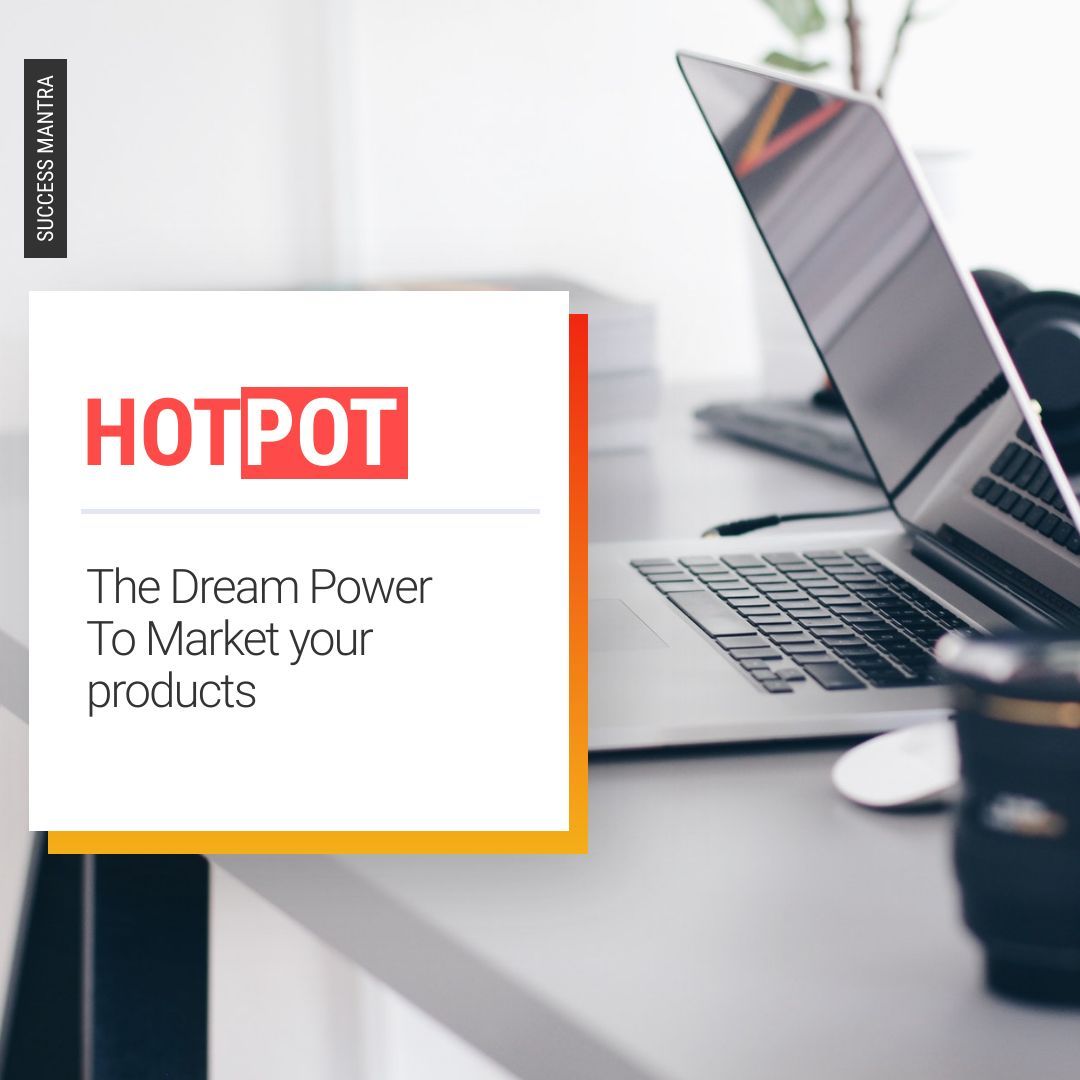 SUCCESS MANTRA
HOTPOT
The Dream Power
To Market your
products